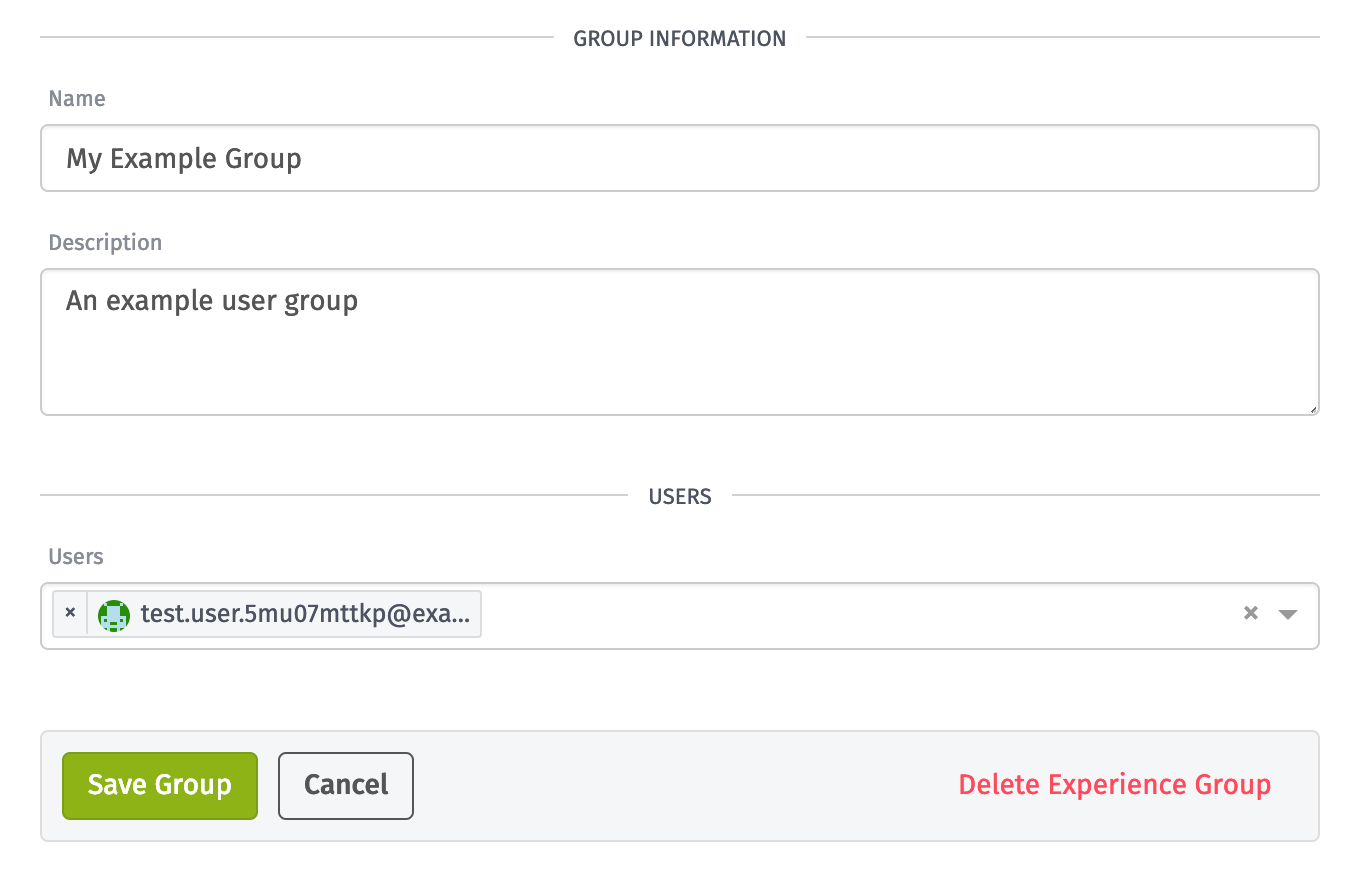 GROUP INFORMATION
Name
My Example Group
Description
An example user group
USERS
Users
× test.user.5mu07mttkp@exa...
Save Group Cancel Delete Experience Group